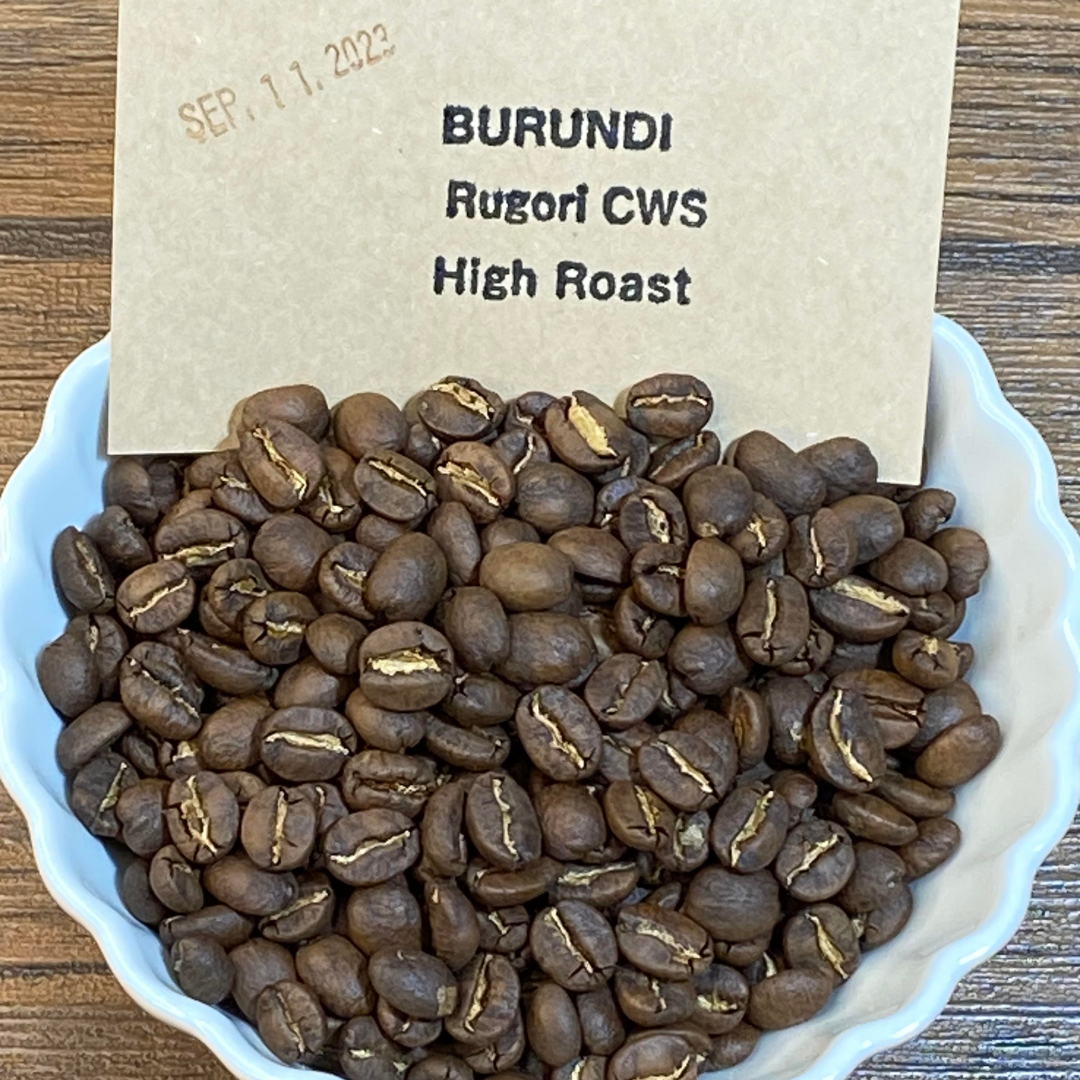 SEP. 11. 2023
BURUNDI
Rugori CWS
High Roast